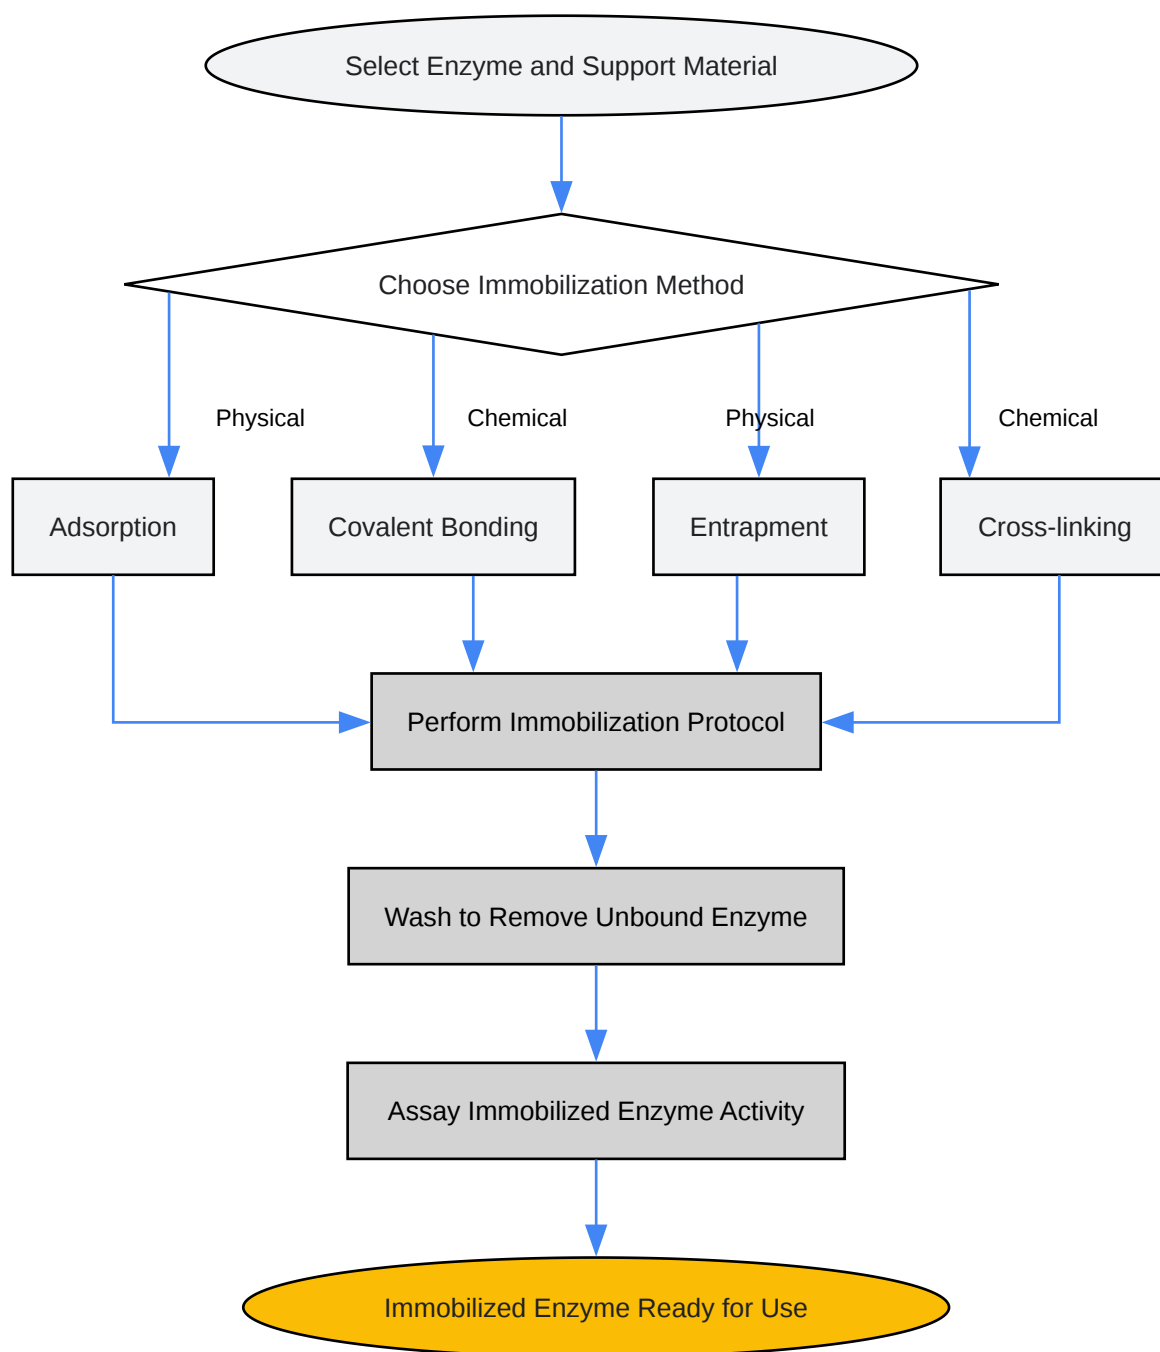 Select Enzyme and Support Material
Choose Immobilization Method
Physical
Chemical
Physical
Chemical
Adsorption
Covalent Bonding
Entrapment
Cross-linking
Perform Immobilization Protocol
Wash to Remove Unbound Enzyme
Assay Immobilized Enzyme Activity
Immobilized Enzyme Ready for Use